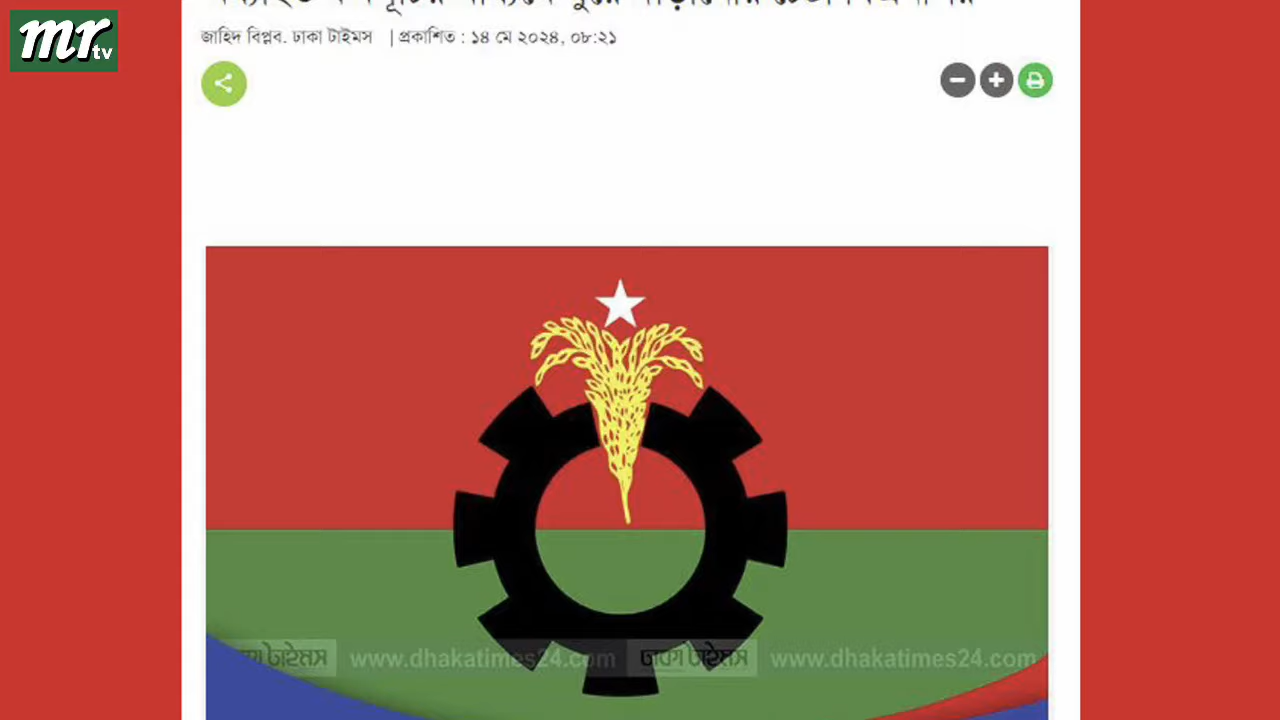 mr tv
জাহিদ বিপ্লব. ঢাকা টাইমস | প্রকাশিত : ১৪ মে ২০২৪, ০৮:২১
টাইমস www.dhakatimes24.com ঢাকা টাইমস www.dhakatimes24.com